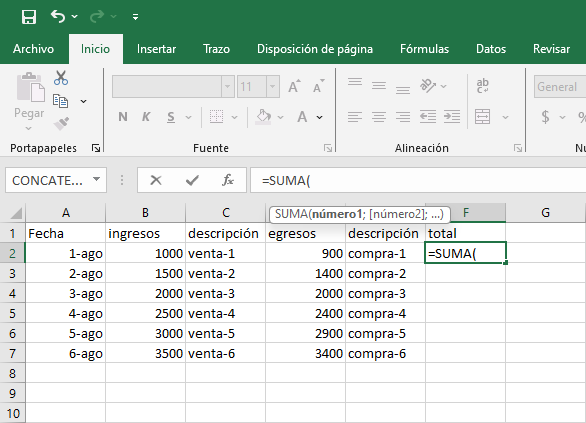 Archivo Inicio Insertar Trazo Disposición de página Fórmulas Datos Revisar
11 A A ab General
Pegar N K S A $ %
Portapapeles Fuente Alineación Nú
CONCATE... fx =SUMA(
SUMA(número1; [número2]; ...)
A B C D E F G
1 Fecha ingresos descripción egresos descripción total
2 1-ago 1000 venta-1 900 compra-1 =SUMA(
3 2-ago 1500 venta-2 1400 compra-2
4 3-ago 2000 venta-3 2000 compra-3
5 4-ago 2500 venta-4 2400 compra-4
6 5-ago 3000 venta-5 2900 compra-5
7 6-ago 3500 venta-6 3400 compra-6
8
9
10